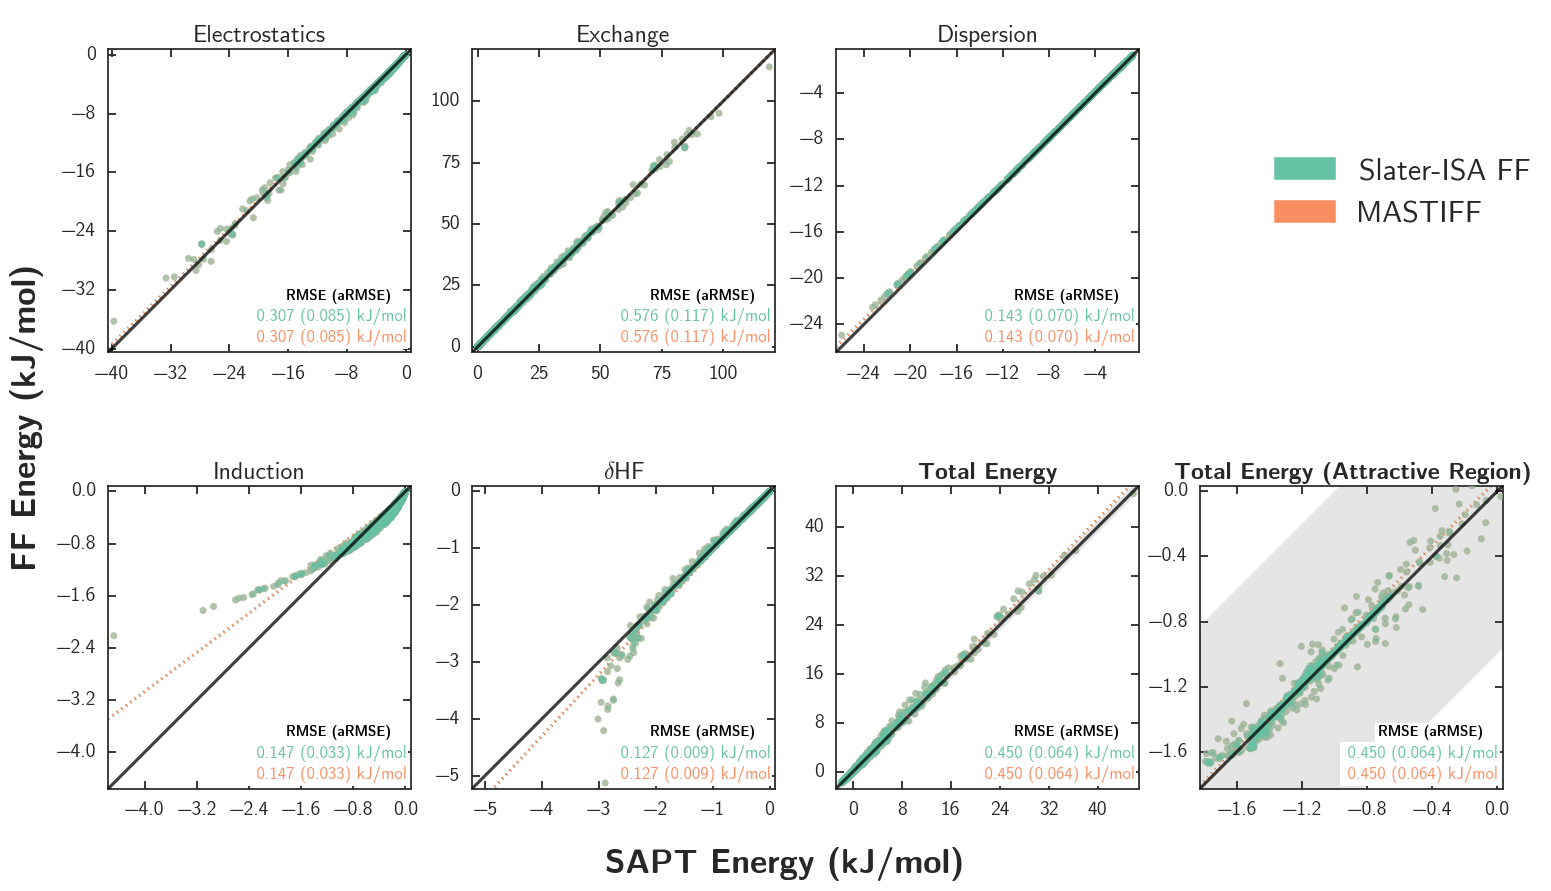 Electrostatics
Exchange
Dispersion
0
−8
−16
−24
−32
−40
−40 −32 −24 −16 −8 0
RMSE (aRMSE)
0.307 (0.085) kJ/mol
0.307 (0.085) kJ/mol
100
75
50
25
0
0 25 50 75 100
RMSE (aRMSE)
0.576 (0.117) kJ/mol
0.576 (0.117) kJ/mol
−4
−8
−12
−16
−20
−24
−24 −20 −16 −12 −8 −4
RMSE (aRMSE)
0.143 (0.070) kJ/mol
0.143 (0.070) kJ/mol
Slater-ISA FF
MASTIFF
FF Energy (kJ/mol)
Induction
δHF
Total Energy
Total Energy (Attractive Region)
0.0
−0.8
−1.6
−2.4
−3.2
−4.0
−4.0 −3.2 −2.4 −1.6 −0.8 0.0
RMSE (aRMSE)
0.147 (0.033) kJ/mol
0.147 (0.033) kJ/mol
0
−1
−2
−3
−4
−5
−5 −4 −3 −2 −1 0
RMSE (aRMSE)
0.127 (0.009) kJ/mol
0.127 (0.009) kJ/mol
40
32
24
16
8
0
0 8 16 24 32 40
RMSE (aRMSE)
0.450 (0.064) kJ/mol
0.450 (0.064) kJ/mol
0.0
−0.4
−0.8
−1.2
−1.6
−1.6 −1.2 −0.8 −0.4 0.0
RMSE (aRMSE)
0.450 (0.064) kJ/mol
0.450 (0.064) kJ/mol
SAPT Energy (kJ/mol)